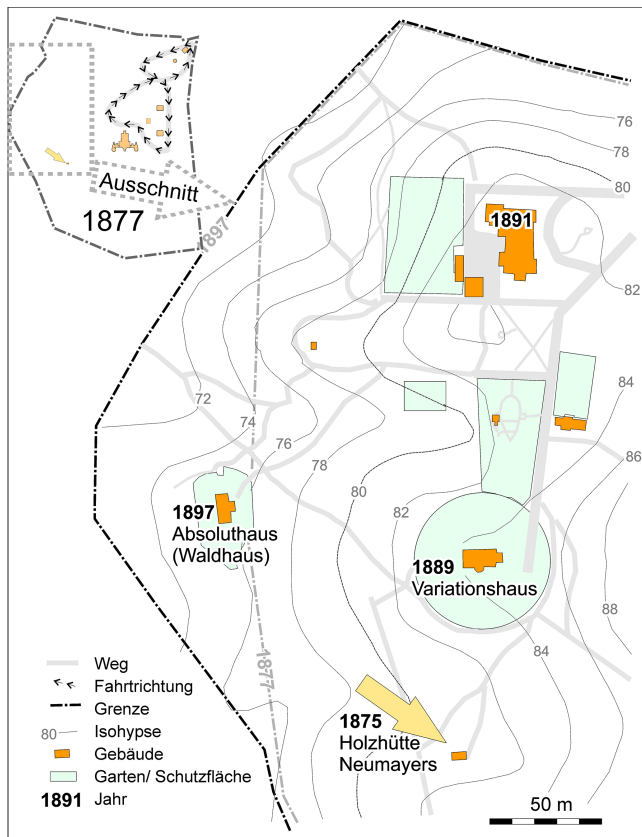 Ausschnitt
1877
1897
76
78
80
1891
82
84
72
74
76
78
86
80
82
1897
Absoluthaus
(Waldhaus)
1889
Variationshaus
88
84
1877
1875
Holzhütte
Neumayers
Weg
Fahrtrichtung
Grenze
80 Isohypse
Gebäude
Garten/ Schutzfläche
1891 Jahr
50 m